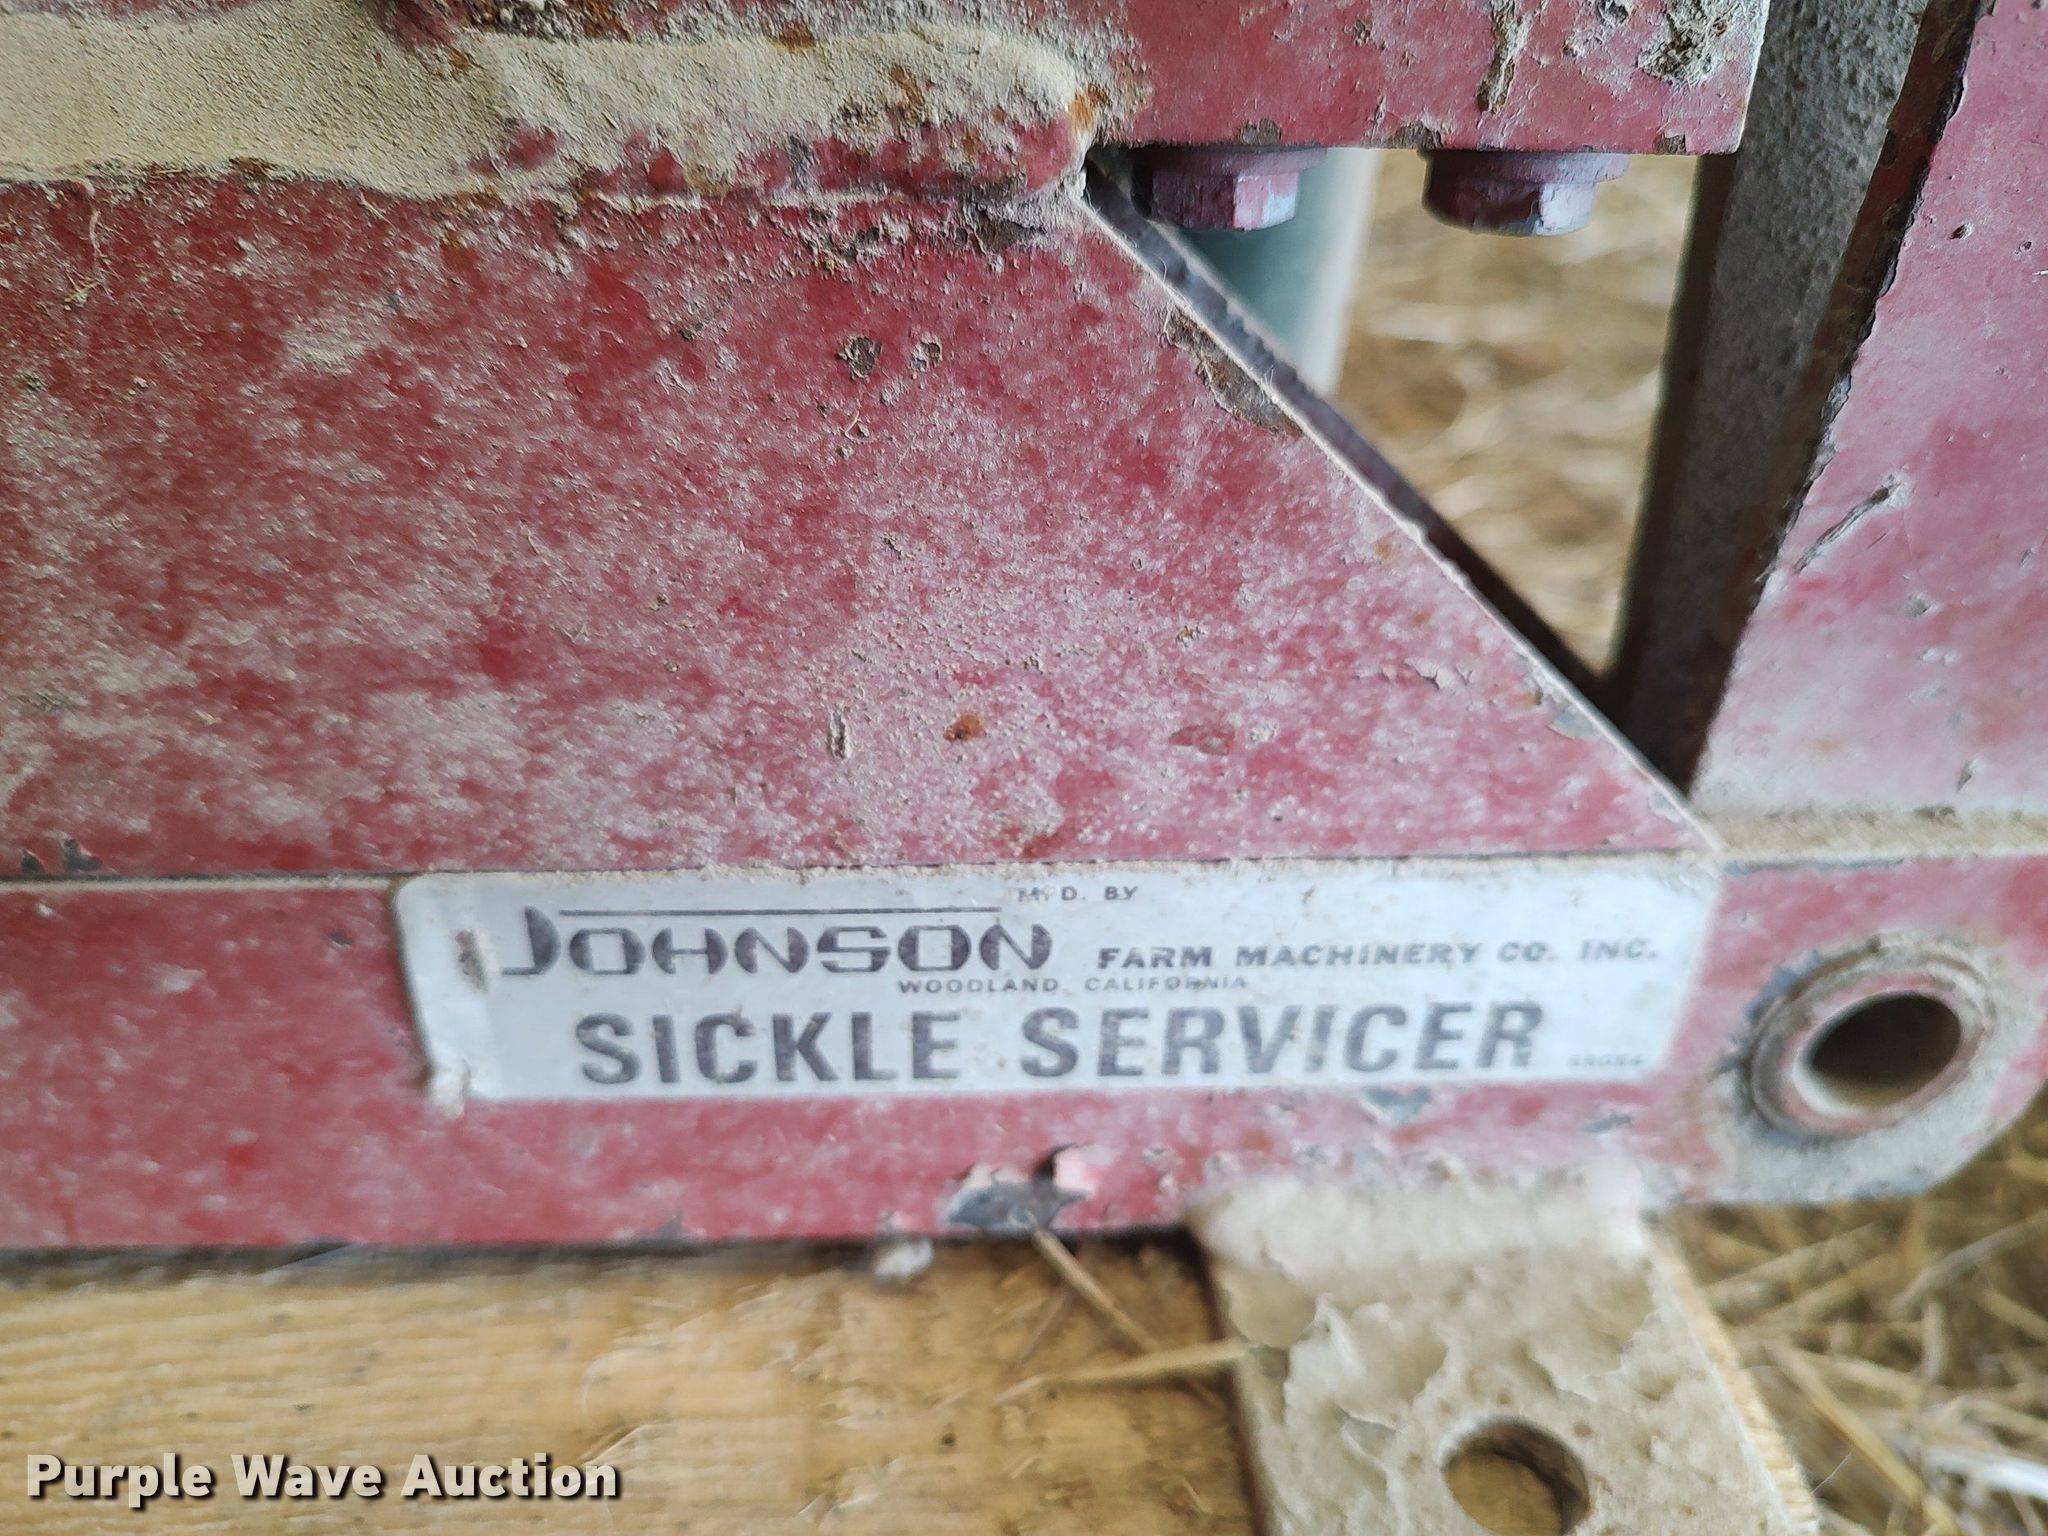 MFD. BY
JOHNSON FARM MACHINERY CO. INC.
WOODLAND, CALIFORNIA
SICKLE SERVICER
Purple Wave Auction